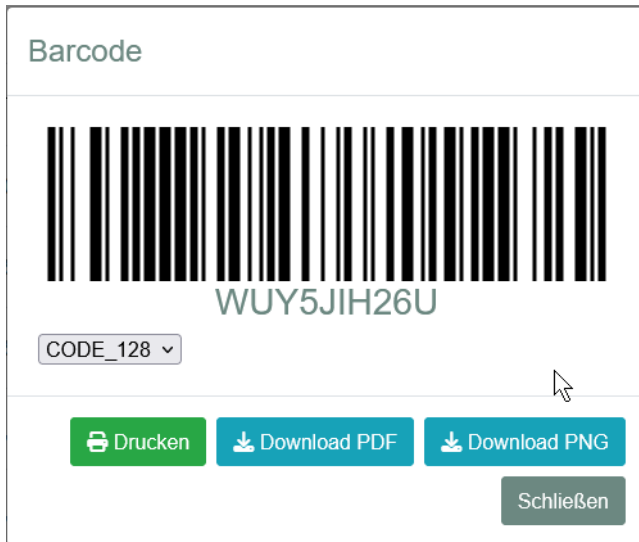 Barcode
WUY5JIH26U
CODE_128
Drucken
Download PDF
Download PNG
Schließen